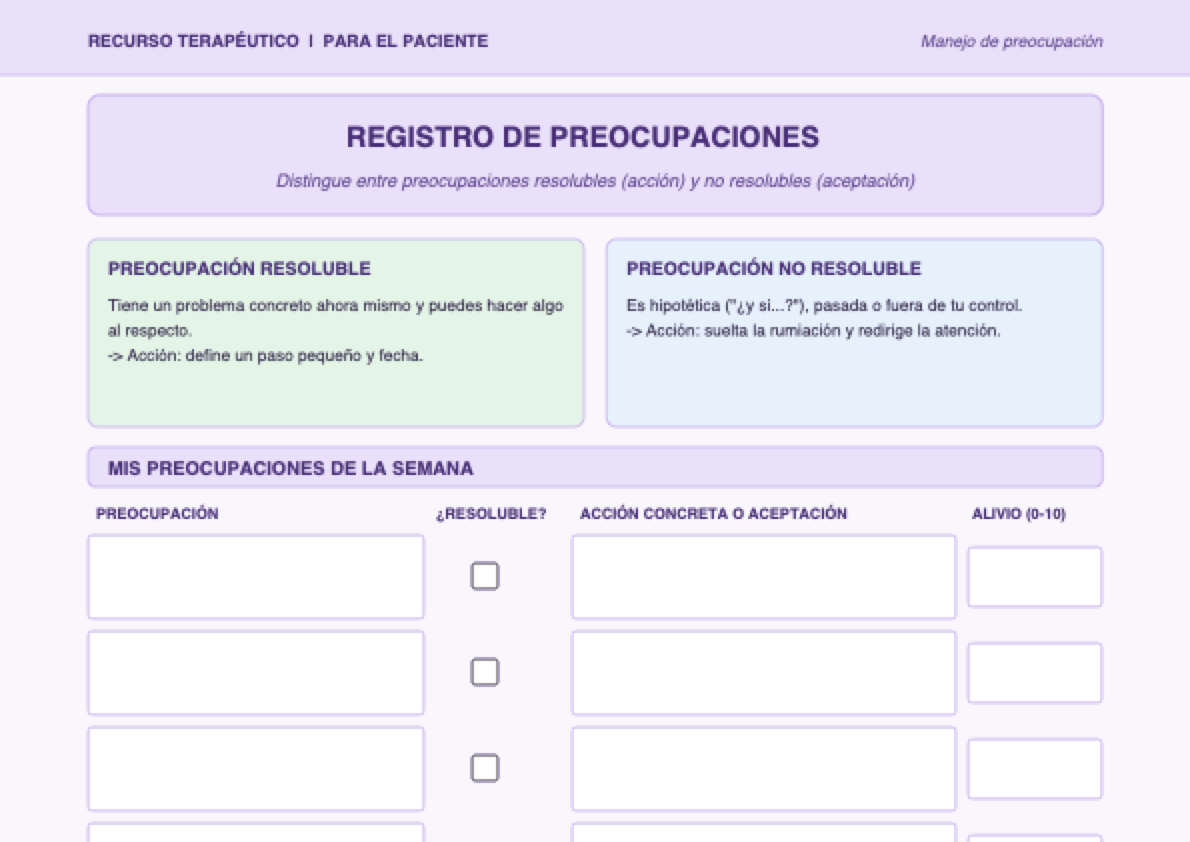 RECURSO TERAPÉUTICO | PARA EL PACIENTE
Manejo de preocupación
REGISTRO DE PREOCUPACIONES
Distingue entre preocupaciones resolubles (acción) y no resolubles (aceptación)
PREOCUPACIÓN RESOLUBLE
Tiene un problema concreto ahora mismo y puedes hacer algo
al respecto.
-> Acción: define un paso pequeño y fecha.
PREOCUPACIÓN NO RESOLUBLE
Es hipotética ("¿y si...?"), pasada o fuera de tu control.
-> Acción: suelta la rumiación y redirige la atención.
MIS PREOCUPACIONES DE LA SEMANA
PREOCUPACIÓN ¿RESOLUBLE? ACCIÓN CONCRETA O ACEPTACIÓN ALIVIO (0-10)